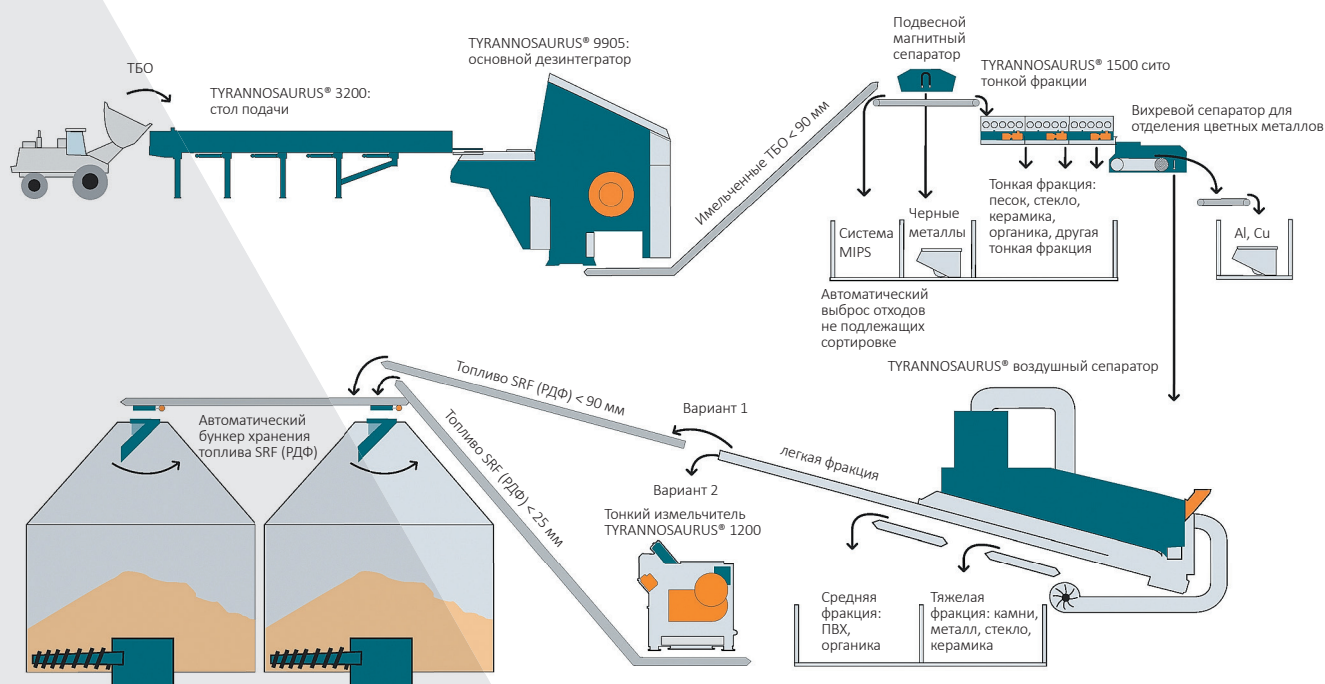 ТБО
TYRANNOSAURUS® 3200:
стол подачи
TYRANNOSAURUS® 9905:
основной дезинтегратор
Имельченные ТБО < 90 мм
Подвесной
магнитный
сепаратор
TYRANNOSAURUS® 1500 сито
тонкой фракции
Вихревой сепаратор для
отделения цветных металлов
Система
MIPS
Черные
металлы
Тонкая фракция:
песок, стекло,
керамика,
органика, другая
тонкая фракция
Al, Cu
Автоматический
выброс отходов
не подлежащих
сортировке
TYRANNOSAURUS® воздушный сепаратор
Топливо SRF (РДФ) < 90 мм
Вариант 1
Автоматический
бункер хранения
топлива SRF (РДФ)
Топливо SRF (РДФ) < 25 мм
легкая фракция
Вариант 2
Тонкий измельчитель
TYRANNOSAURUS® 1200
Средняя
фракция:
ПВХ,
органика
Тяжелая
фракция: камни,
металл, стекло,
керамика